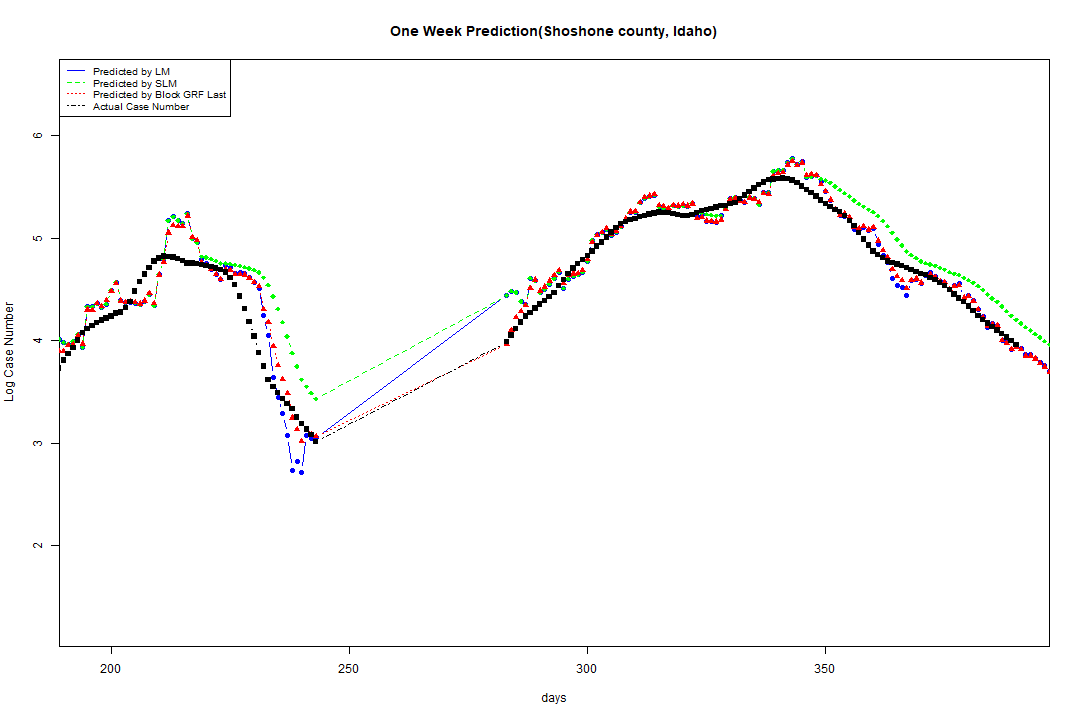 One Week Prediction(Shoshone county, Idaho)
Predicted by LM
Predicted by SLM
Predicted by Block GRF Last
Actual Case Number
6
5
4
3
2
Log Case Number
200
250
300
350
days